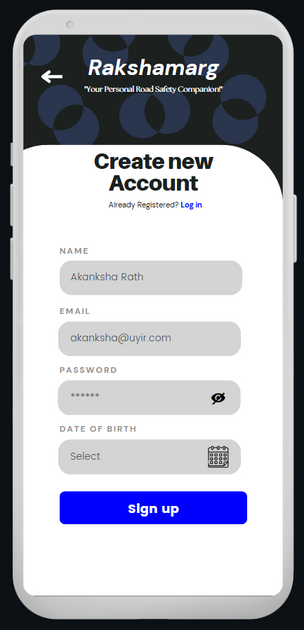 Rakshamarg
"Your Personal Road Safety Companion!"
Create new
Account
Already Registered? Log in
NAME
Akanksha Rath
EMAIL
akanksha@uyir.com
PASSWORD
******
DATE OF BIRTH
Select
Sign up